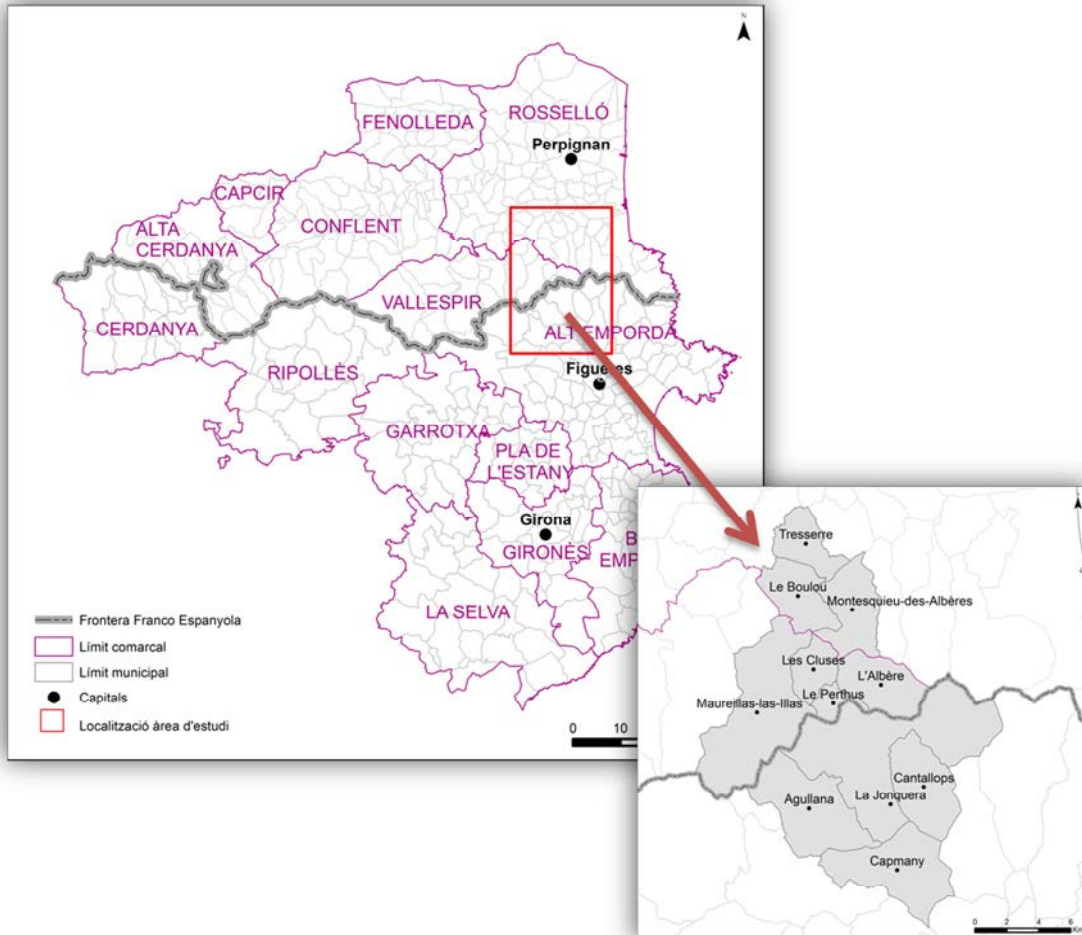 N
FENOLLEDA
ROSSELLÓ
Perpignan
CAPCIR
ALTA
CERDANYA
CONFLENT
VALLESPIR
CERDANYA
ALT EMPORDÀ
RIPOLLÈS
Figueres
GARROTXA
PLA DE
L'ESTANY
Girona
GIRONÈS
B
EMP
LA SELVA
Frontera Franco Espanyola
Límit comarcal
Límit municipal
Capitals
Localització àrea d'estudi
0 10
Tresserre
Le Boulou
Montesquieu-des-Albères
Les Cluses
L'Albère
Le Perthus
Maureillas-las-Illas
Cantallops
La Jonquera
Agullana
Capmany
0 2 4 6
Km